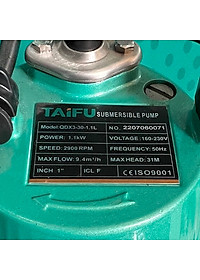 TAIFU SUBMERSIBLE PUMP
Model:QDX3-30-1.1L No: 2207060071
POWER: 1.1kW VOLTAGE: 160-230V
SPEED: 2900 RPM FREQUENCY: 50Hz
MAX FLOW: 9.4m³/h MAX HEAD: 31M
INCH 1" ICL F CE ISO9001